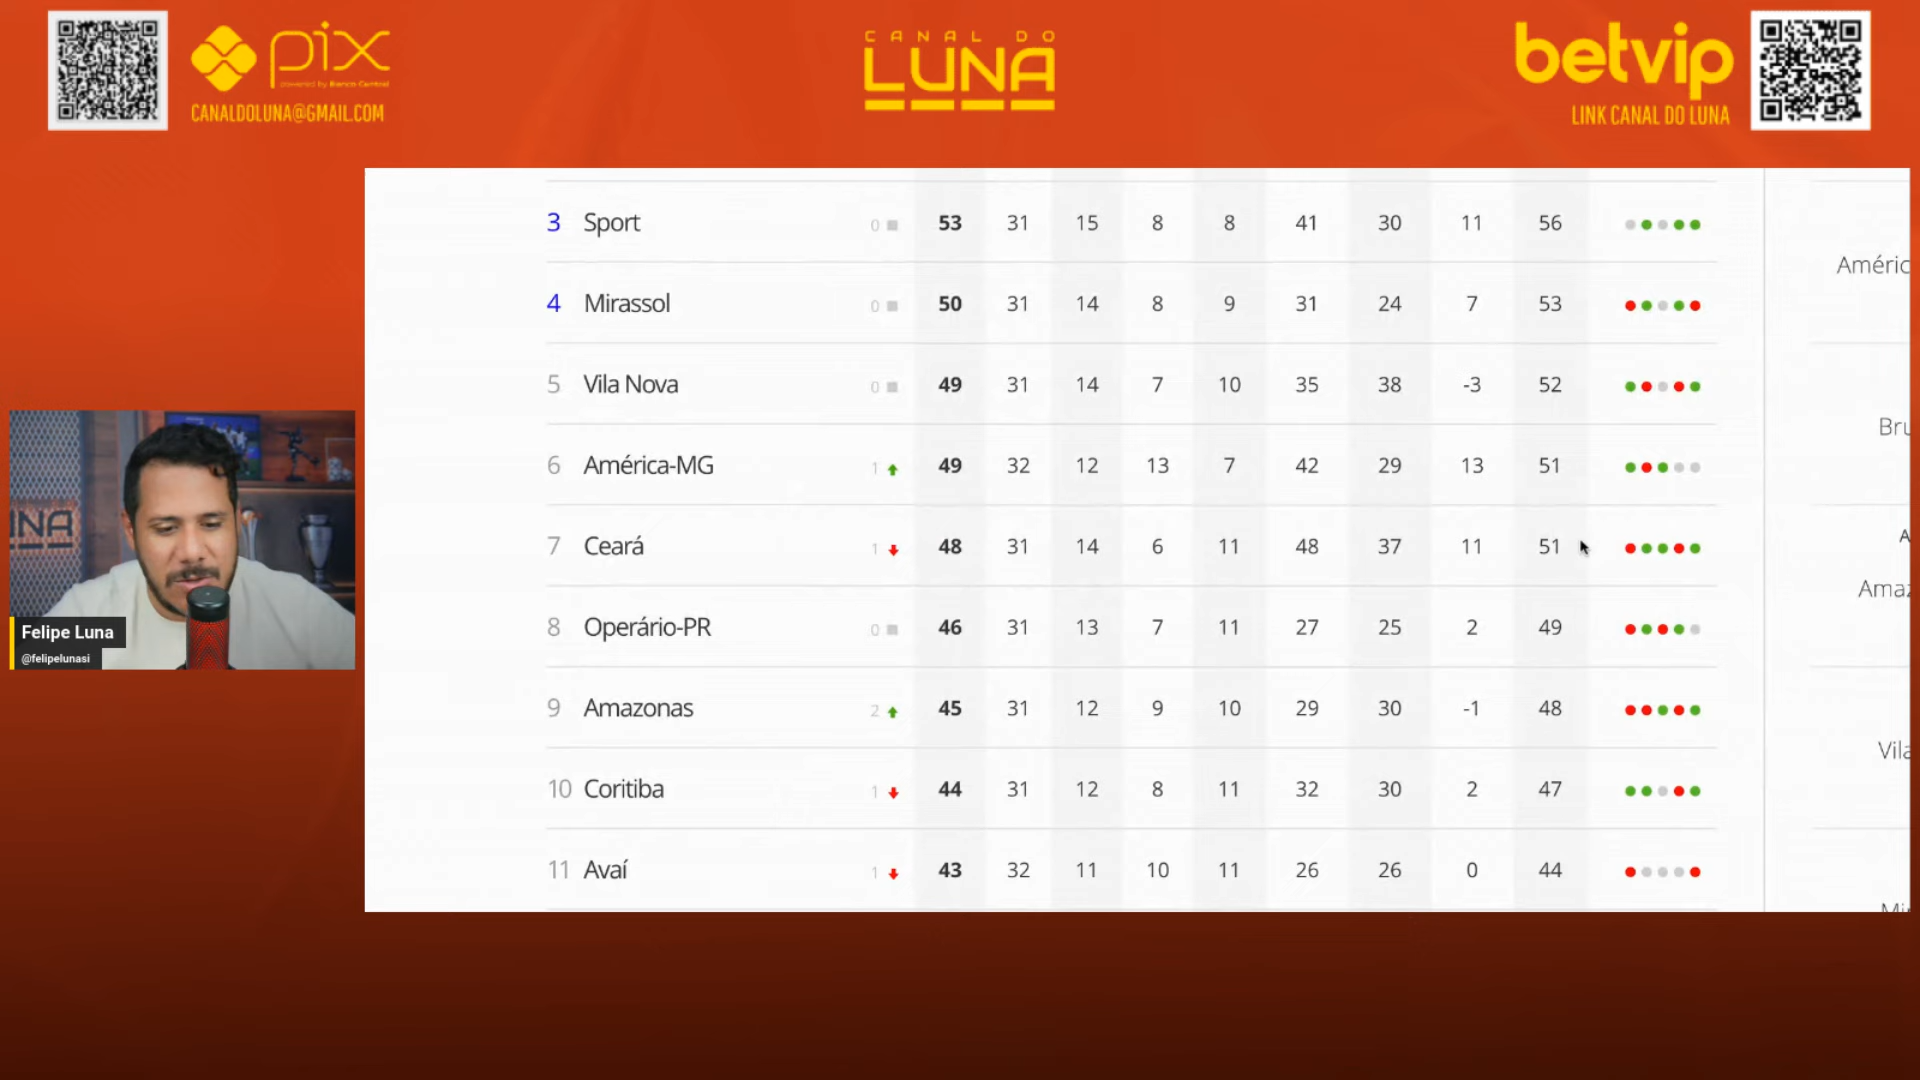 pix
powered by Banco Central
CANALDOLUNA@GMAIL.COM
CANAL DO
LUNA
betvip
LINK CANAL DO LUNA
3 Sport 0 53 31 15 8 8 41 30 11 56
4 Mirassol 0 50 31 14 8 9 31 24 7 53
5 Vila Nova 0 49 31 14 7 10 35 38 -3 52
6 América-MG 1 49 32 12 13 7 42 29 13 51
7 Ceará 1 48 31 14 6 11 48 37 11 51
8 Operário-PR 0 46 31 13 7 11 27 25 2 49
9 Amazonas 2 45 31 12 9 10 29 30 -1 48
10 Coritiba 1 44 31 12 8 11 32 30 2 47
11 Avaí 1 43 32 11 10 11 26 26 0 44
Améric
Bru
A
Amaz
Vila
UNA
Felipe Luna
@felipelunasi